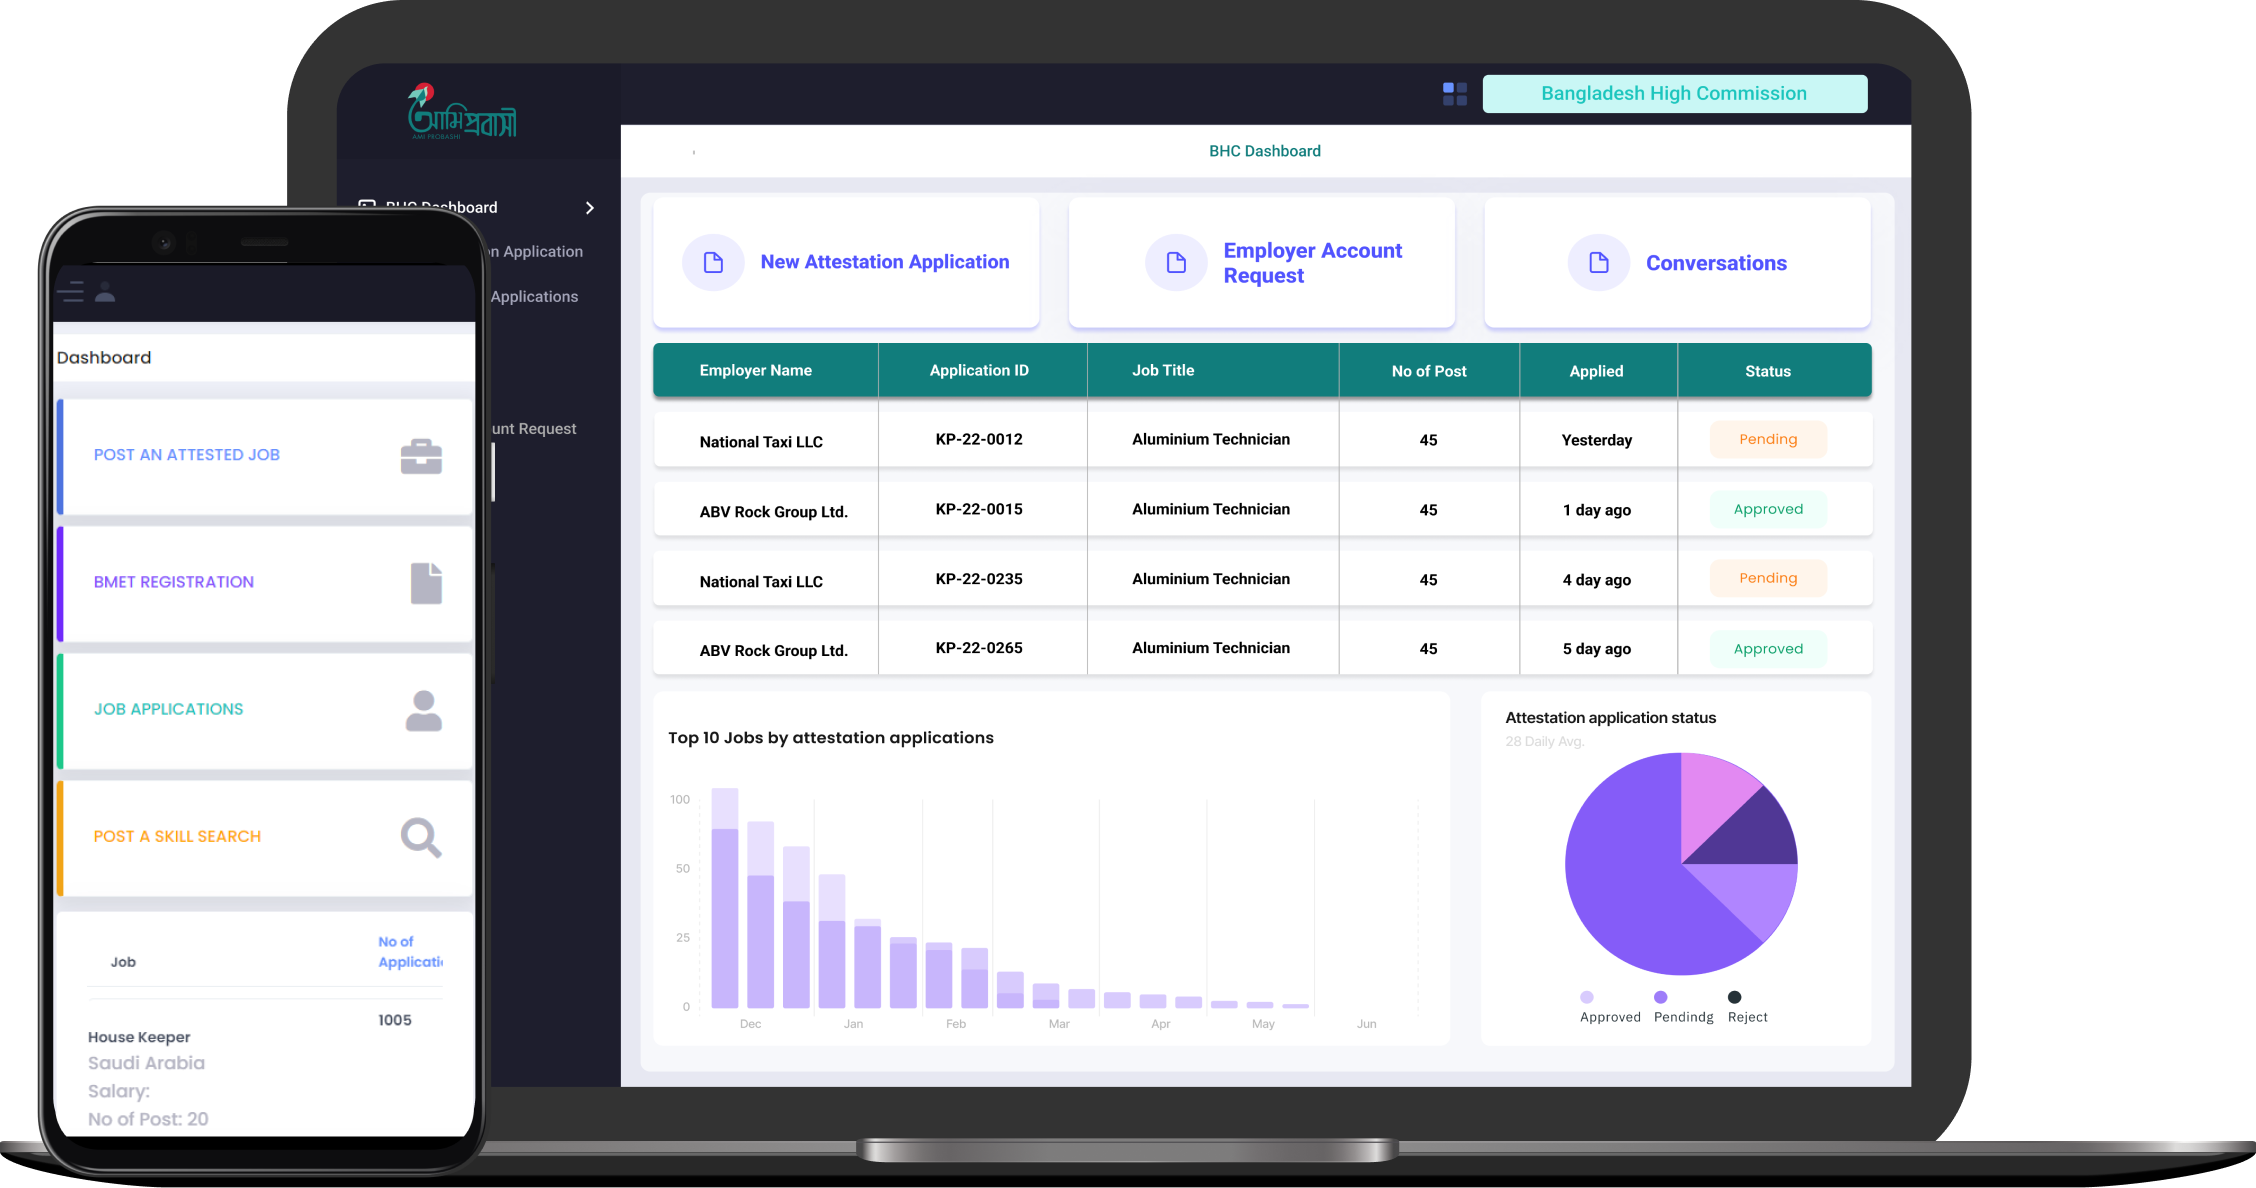 আমি প্রবাসী
AMI PROBASHI
Bangladesh High Commission
BHC Dashboard
BHC Dashboard
Application
Applications
Request
New Attestation Application
Employer Account
Request
Conversations
Employer Name Application ID Job Title No of Post Applied Status
National Taxi LLC KP-22-0012 Aluminium Technician 45 Yesterday Pending
ABV Rock Group Ltd. KP-22-0015 Aluminium Technician 45 1 day ago Approved
National Taxi LLC KP-22-0235 Aluminium Technician 45 4 day ago Pending
ABV Rock Group Ltd. KP-22-0265 Aluminium Technician 45 5 day ago Approved
Top 10 Jobs by attestation applications
100
50
25
0
Dec Jan Feb Mar Apr May Jun
Attestation application status
28 Daily Avg.
Approved Pendindg Reject
Dashboard
POST AN ATTESTED JOB
BMET REGISTRATION
JOB APPLICATIONS
POST A SKILL SEARCH
Job
No of
Applicati
1005
House Keeper
Saudi Arabia
Salary:
No of Post: 20